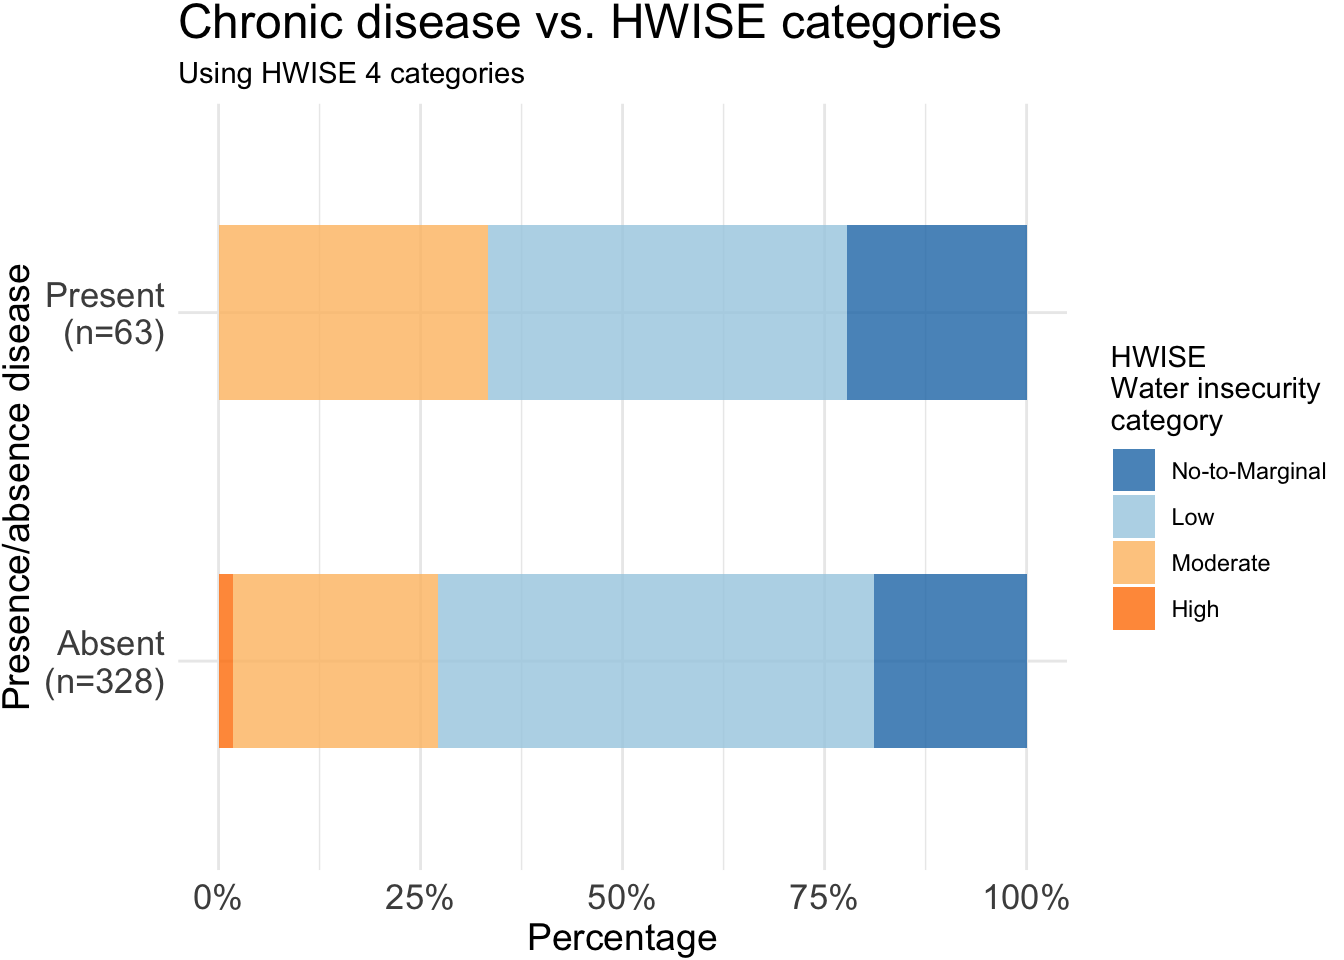 Chronic disease vs. HWISE categories
Using HWISE 4 categories
Presence/absence disease
Present
(n=63)
Absent
(n=328)
0% 25% 50% 75% 100%
Percentage
HWISE
Water insecurity
category
No-to-Marginal
Low
Moderate
High